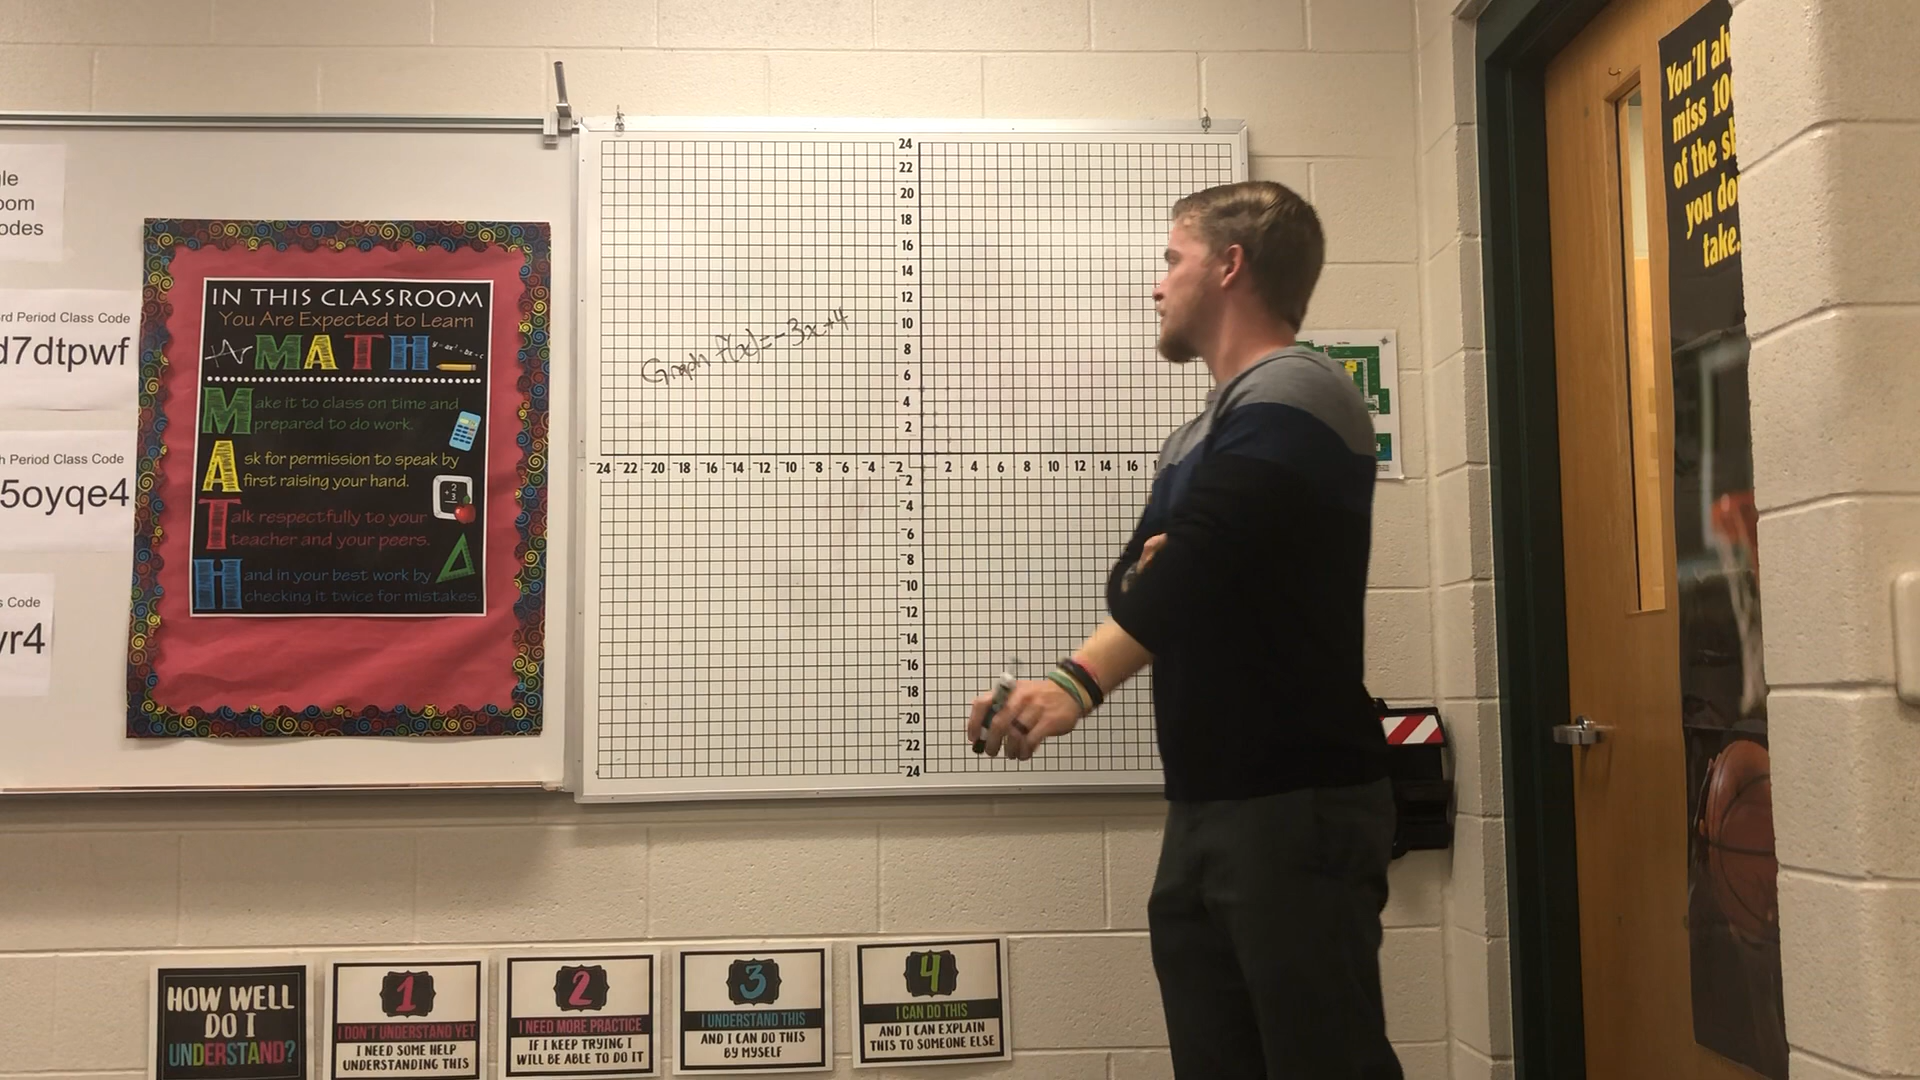 le
oom
odes
rd Period Class Code
d7dtpwf
h Period Class Code
5oyqe4
s Code
yr4
IN THIS CLASSROOM
You Are Expected to Learn
MATH
Make it to class on time and
prepared to do work.
Ask for permission to speak by
first raising your hand.
Talk respectfully to your
teacher and your peers.
Hand in your best work by
checking it twice for mistakes.
Graph f(x)=-3x+4
24
22
20
18
16
14
12
10
8
6
4
2
-24 -22 -20 -18 -16 -14 -12 -10 -8 -6 -4 -2 2 4 6 8 10 12 14 16 1
-2
-4
-6
-8
-10
-12
-14
-16
-18
-20
-22
-24
You'll alw
miss 10
of the sh
you do
take.
HOW WELL
DO I
UNDERSTAND?
1
I DON'T UNDERSTAND YET
I NEED SOME HELP
UNDERSTANDING THIS
2
I NEED MORE PRACTICE
IF I KEEP TRYING I
WILL BE ABLE TO DO IT
3
I UNDERSTAND THIS
AND I CAN DO THIS
BY MYSELF
4
I CAN DO THIS
AND I CAN EXPLAIN
THIS TO SOMEONE ELSE